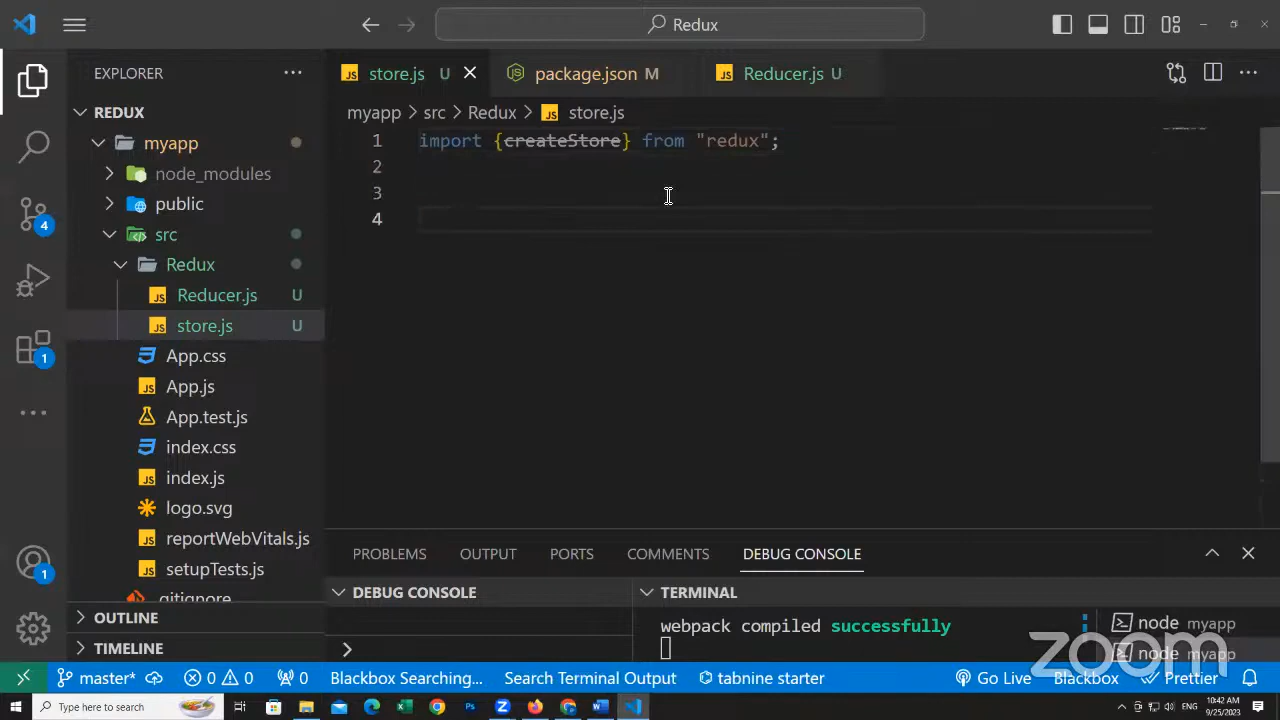 Redux
EXPLORER
store.js U
package.json M
Reducer.js U
REDUX
myapp > src > Redux > store.js
myapp
1 import {createStore} from "redux";
node_modules
2
public
3
src
4
Redux
Reducer.js U
store.js U
App.css
App.js
App.test.js
index.css
index.js
logo.svg
reportWebVitals.js
setupTests.js
.gitignore
OUTLINE
TIMELINE
4
1
1
PROBLEMS OUTPUT PORTS COMMENTS DEBUG CONSOLE
DEBUG CONSOLE
TERMINAL
webpack compiled successfully
node myapp
node myapp
zoom
master* 0 0 0 Blackbox Searching... Search Terminal Output tabnine starter Go Live Blackbox Prettier
Type here to search
10:42 AM
9/25/2023